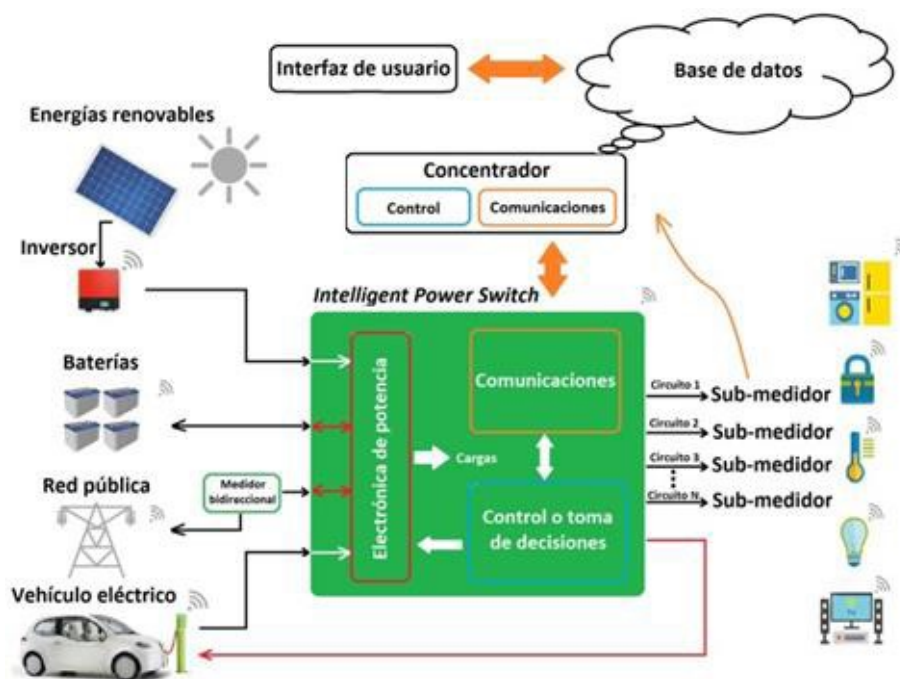 Interfaz de usuario
Base de datos
Energías renovables
Concentrador
Control
Comunicaciones
Inversor
Intelligent Power Switch
Baterías
Electrónica de potencia
Comunicaciones
Cargas
Control o toma
de decisiones
Circuito 1
Sub-medidor
Circuito 2
Sub-medidor
Circuito 3
Sub-medidor
Circuito N
Sub-medidor
Red pública
Medidor
bidireccional
Vehículo eléctrico